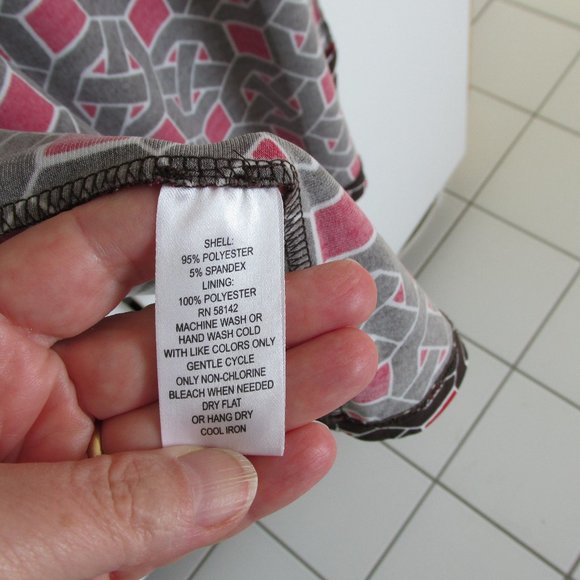 SHELL:
95% POLYESTER
5% SPANDEX
LINING:
100% POLYESTER
RN 58142
MACHINE WASH OR
HAND WASH COLD
WITH LIKE COLORS ONLY
GENTLE CYCLE
ONLY NON-CHLORINE
BLEACH WHEN NEEDED
DRY FLAT
OR HANG DRY
COOL IRON